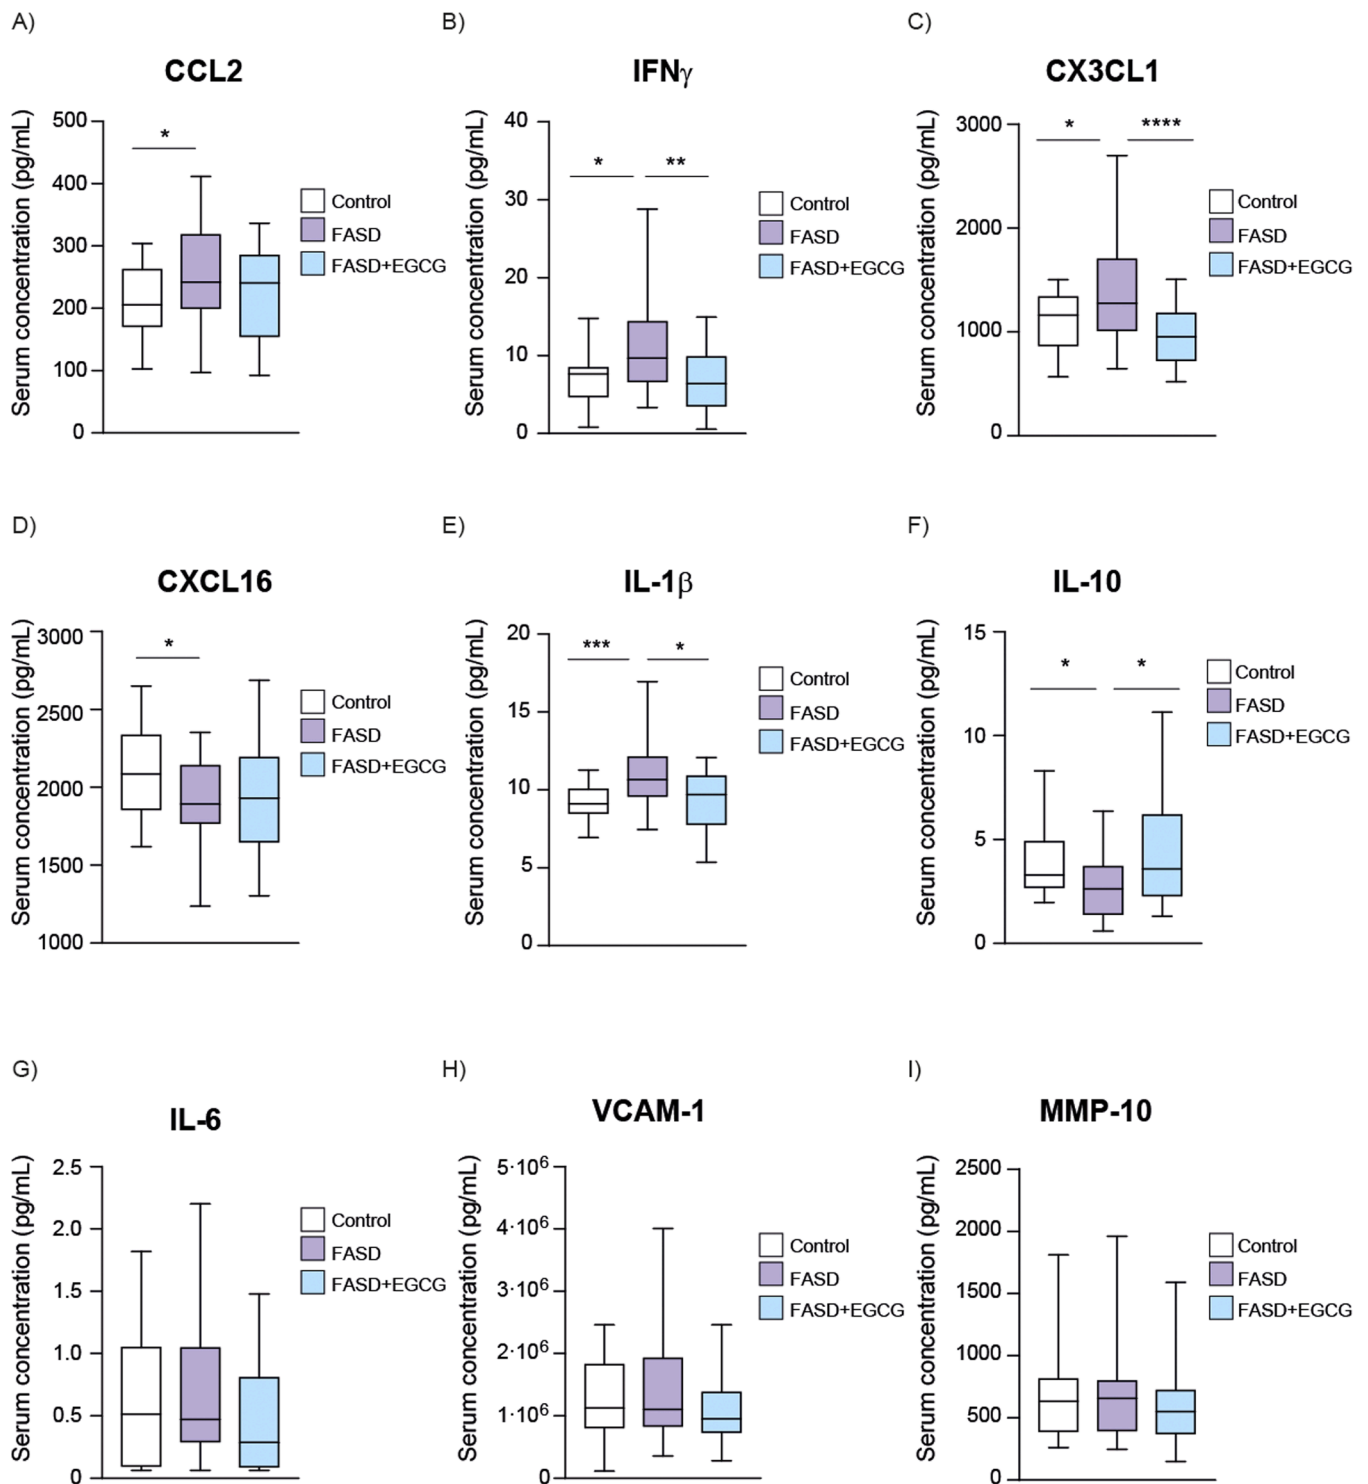 A)
CCL2
Serum concentration (pg/mL)
500
400
300
200
100
0
*
Control
FASD
FASD+EGCG
B)
IFNγ
Serum concentration (pg/mL)
40
30
20
10
0
*
**
Control
FASD
FASD+EGCG
C)
CX3CL1
Serum concentration (pg/mL)
3000
2000
1000
0
*
****
Control
FASD
FASD+EGCG
D)
CXCL16
Serum concentration (pg/mL)
3000
2500
2000
1500
1000
*
Control
FASD
FASD+EGCG
E)
IL-1β
Serum concentration (pg/mL)
20
15
10
5
0
***
*
Control
FASD
FASD+EGCG
F)
IL-10
Serum concentration (pg/mL)
15
10
5
0
*
*
Control
FASD
FASD+EGCG
G)
IL-6
Serum concentration (pg/mL)
2.5
2.0
1.5
1.0
0.5
0
Control
FASD
FASD+EGCG
H)
VCAM-1
Serum concentration (pg/mL)
5·10⁶
4·10⁶
3·10⁶
2·10⁶
1·10⁶
0
Control
FASD
FASD+EGCG
I)
MMP-10
Serum concentration (pg/mL)
2500
2000
1500
1000
500
0
Control
FASD
FASD+EGCG